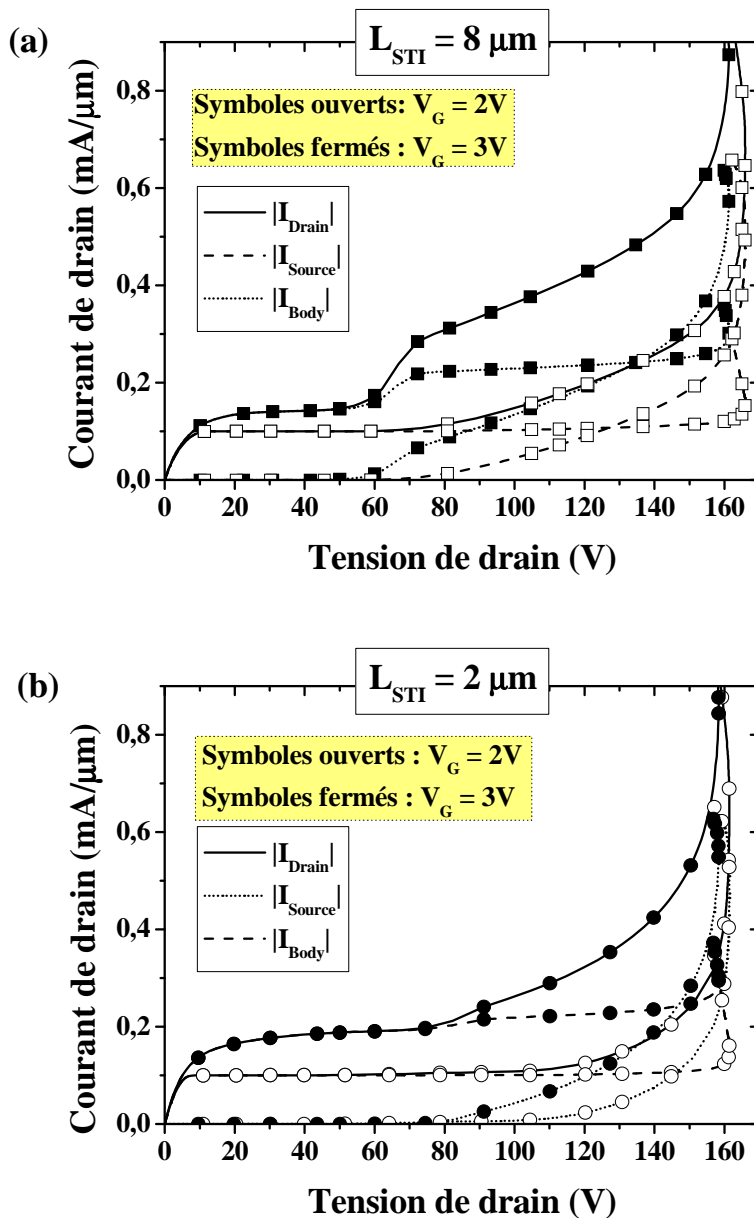 (a)
L_STI = 8 µm
Symboles ouverts: V_G = 2V
Symboles fermés : V_G = 3V
|I_Drain|
|I_Source|
|I_Body|
Courant de drain (mA/µm)
0,8
0,6
0,4
0,2
0,0
0 20 40 60 80 100 120 140 160
Tension de drain (V)
(b)
L_STI = 2 µm
Symboles ouverts : V_G = 2V
Symboles fermés : V_G = 3V
|I_Drain|
|I_Source|
|I_Body|
Courant de drain (mA/µm)
0,8
0,6
0,4
0,2
0,0
0 20 40 60 80 100 120 140 160
Tension de drain (V)